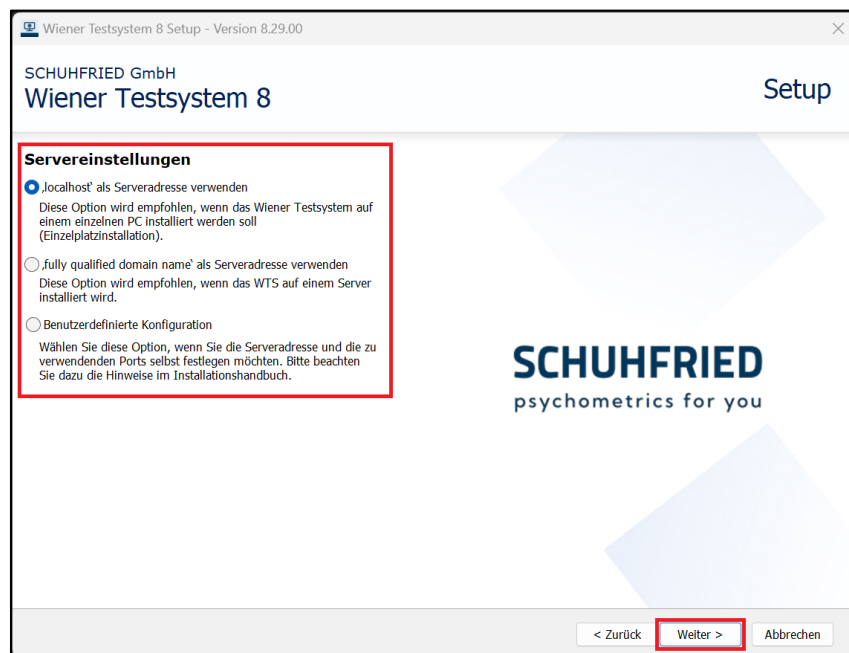 Wiener Testsystem 8 Setup - Version 8.29.00
SCHUHFRIED GmbH
Wiener Testsystem 8
Setup
Servereinstellungen
‚localhost‘ als Serveradresse verwenden
Diese Option wird empfohlen, wenn das Wiener Testsystem auf
einem einzelnen PC installiert werden soll
(Einzelplatzinstallation).
‚fully qualified domain name‘ als Serveradresse verwenden
Diese Option wird empfohlen, wenn das WTS auf einem Server
installiert wird.
Benutzerdefinierte Konfiguration
Wählen Sie diese Option, wenn Sie die Serveradresse und die zu
verwendenden Ports selbst festlegen möchten. Bitte beachten
Sie dazu die Hinweise im Installationshandbuch.
SCHUHFRIED
psychometrics for you
< Zurück
Weiter >
Abbrechen